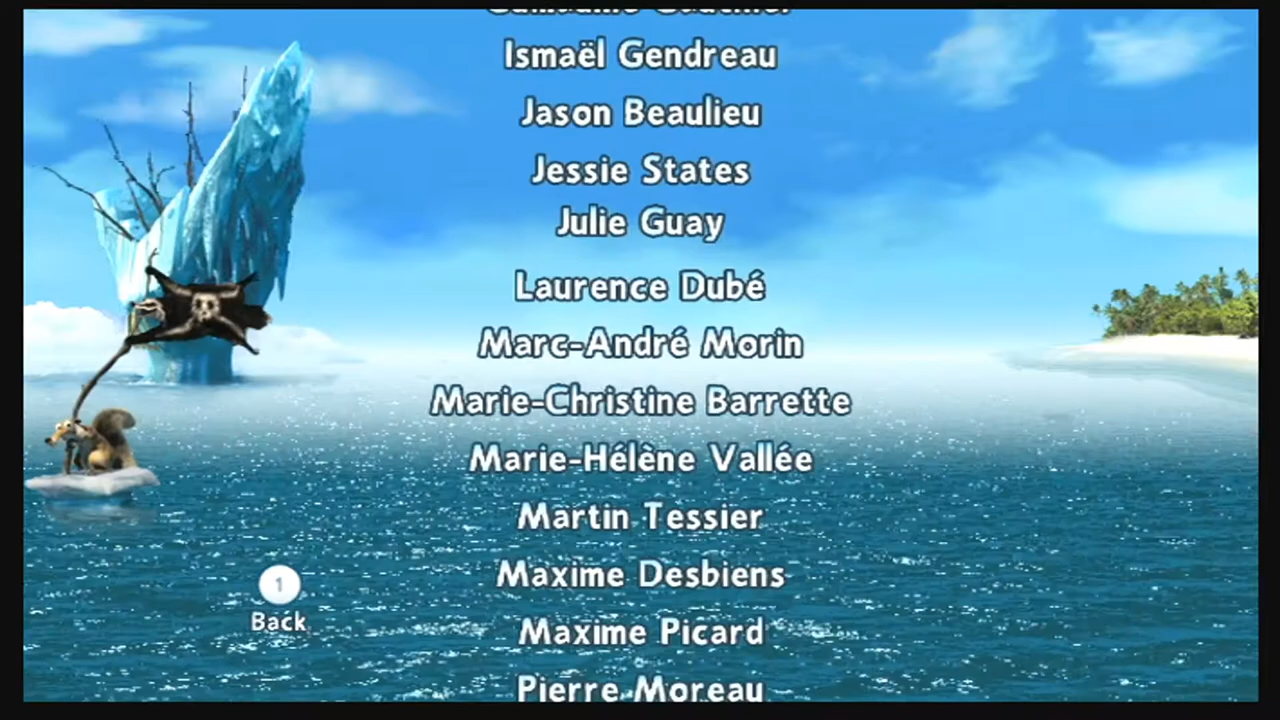 Ismaël Gendreau
Jason Beaulieu
Jessie States
Julie Guay
Laurence Dubé
Marc-André Morin
Marie-Christine Barrette
Marie-Hélène Vallée
Martin Tessier
Maxime Desbiens
Maxime Picard
Pierre Moreau
1
Back